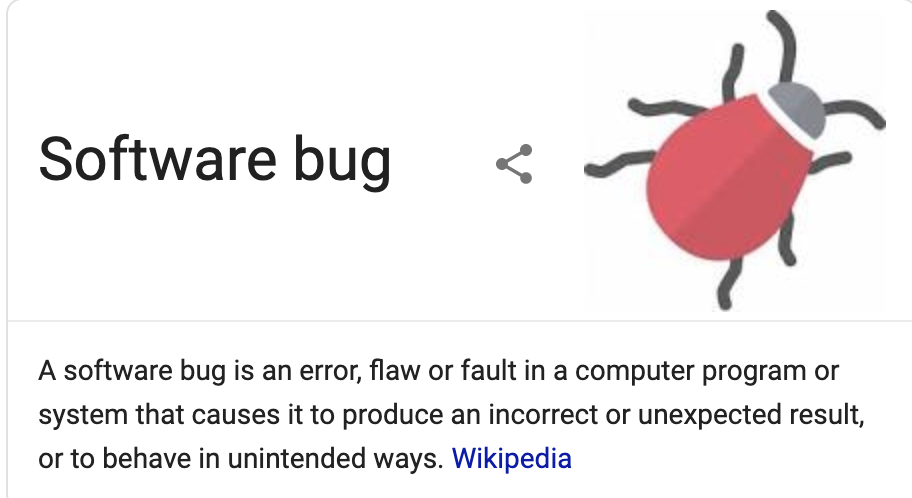 Software bug
A software bug is an error, flaw or fault in a computer program or
system that causes it to produce an incorrect or unexpected result,
or to behave in unintended ways. Wikipedia